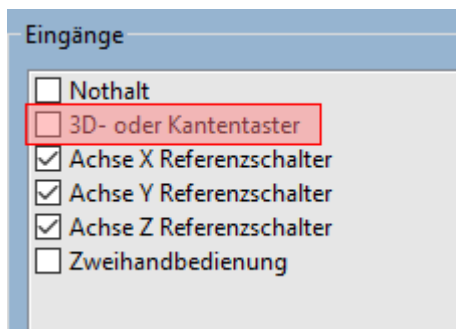 Eingänge
Nothalt
3D- oder Kantentaster
Achse X Referenzschalter
Achse Y Referenzschalter
Achse Z Referenzschalter
Zweihandbedienung